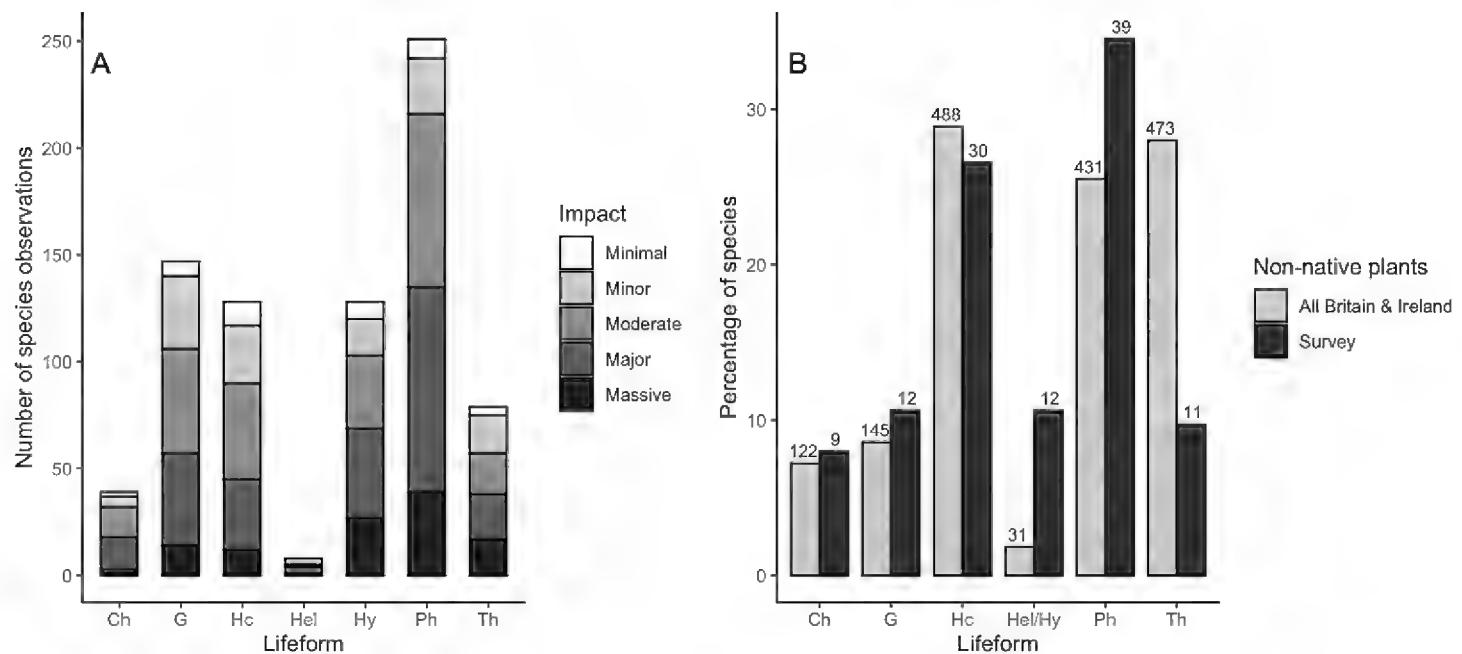 A
Number of species observations
250
200
150
100
50
0
Ch G Hc Hel Hy Ph Th
Lifeform
Impact
Minimal
Minor
Moderate
Major
Massive
B
Percentage of species
30
20
10
0
122 9 145 12 488 30 31 12 431 39 473 11
Ch G Hc Hel/Hy Ph Th
Lifeform
Non-native plants
All Britain & Ireland
Survey